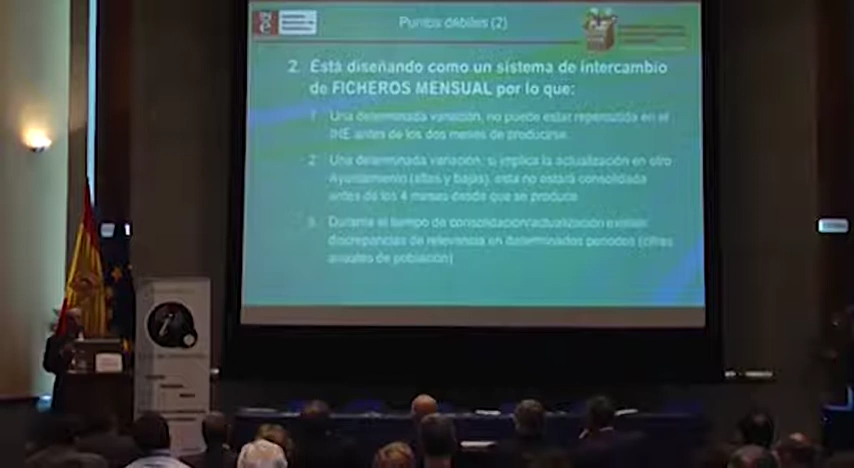 Puntos débiles (2)
2. Está diseñando como un sistema de intercambio
de FICHEROS MENSUAL por lo que:
1. Una determinada variación, no puede estar repercutida en el
INE antes de los dos meses de producirse.
2. Una determinada variación, si implica la actualización en otro
Ayuntamiento (altas y bajas), esta no estará consolidada
antes de los 4 meses desde que se produce
3. Durante el tiempo de consolidación/actualización existen
discrepancias de relevancia en determinados periodos (cifras
anuales de población)